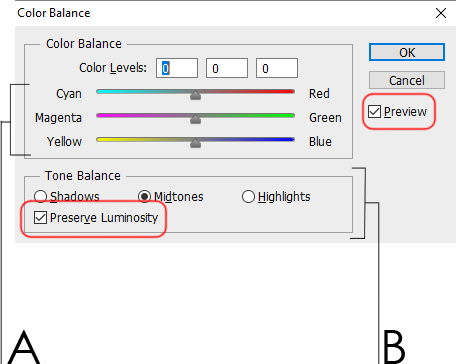 Color Balance
Color Balance
OK
Color Levels: 0 0 0
Cancel
Cyan Red
Preview
Magenta Green
Yellow Blue
Tone Balance
Shadows Midtones Highlights
Preserve Luminosity
A B